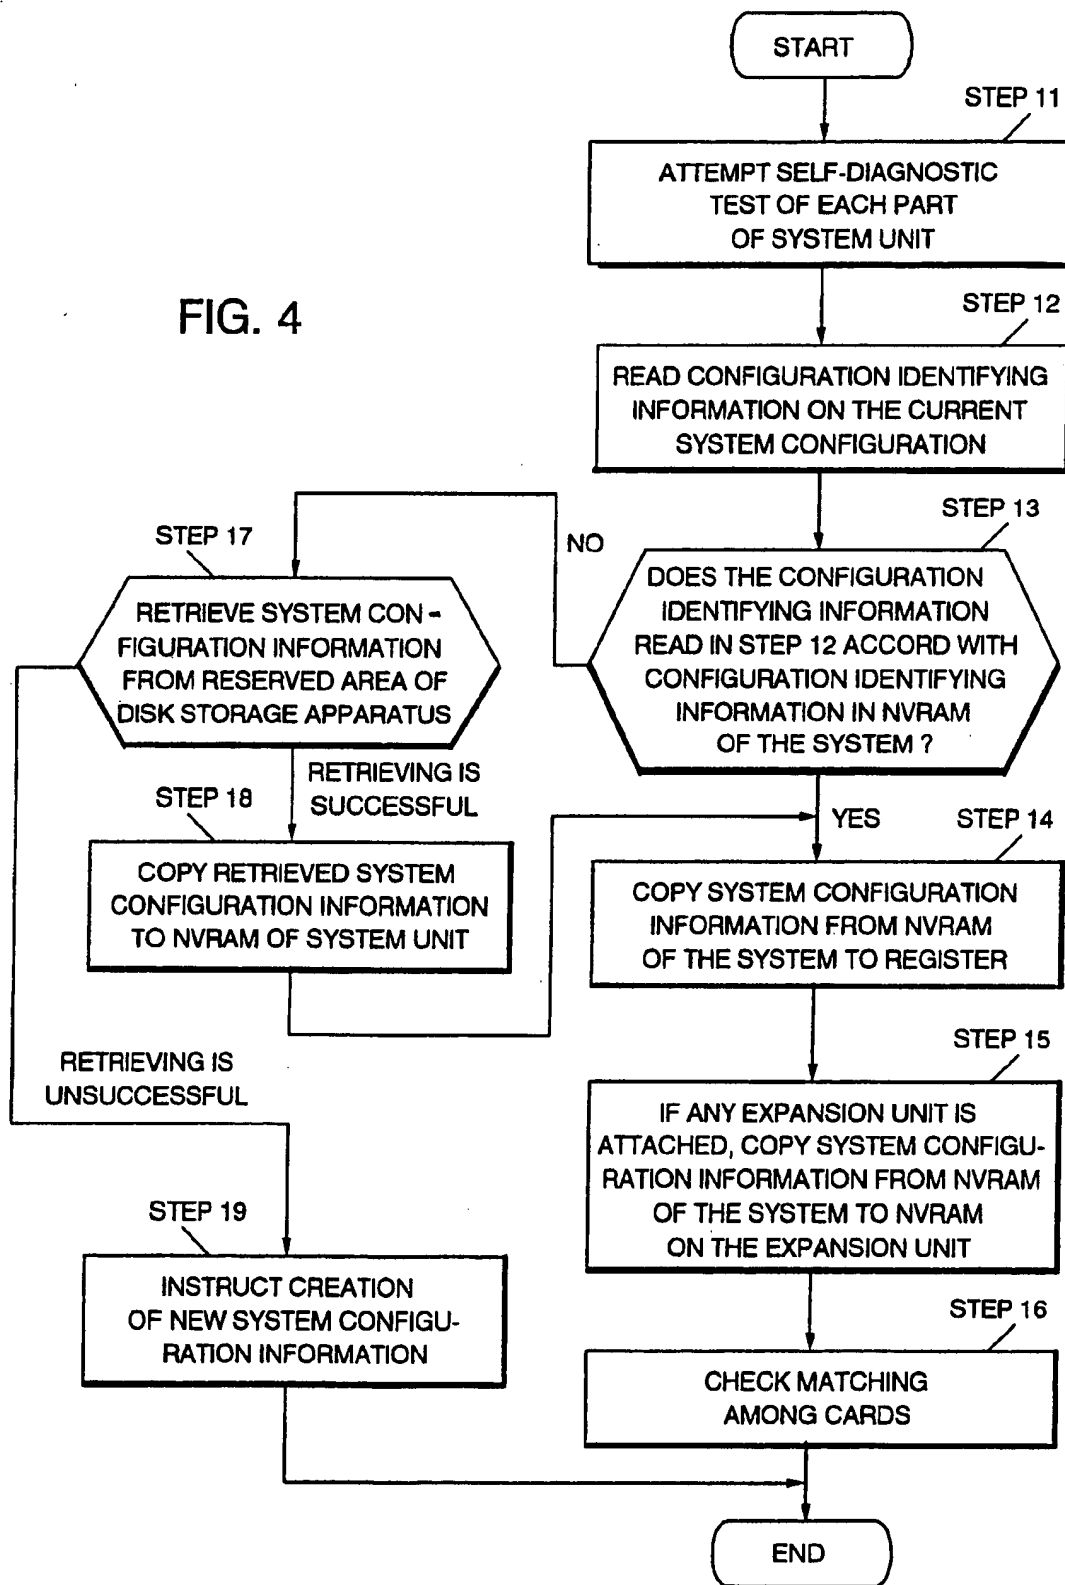 START
STEP 11
ATTEMPT SELF-DIAGNOSTIC
TEST OF EACH PART
OF SYSTEM UNIT
FIG. 4
STEP 12
READ CONFIGURATION IDENTIFYING
INFORMATION ON THE CURRENT
SYSTEM CONFIGURATION
STEP 13
NO
DOES THE CONFIGURATION
IDENTIFYING INFORMATION
READ IN STEP 12 ACCORD WITH
CONFIGURATION IDENTIFYING
INFORMATION IN NVRAM
OF THE SYSTEM ?
STEP 17
RETRIEVE SYSTEM CON -
FIGURATION INFORMATION
FROM RESERVED AREA OF
DISK STORAGE APPARATUS
RETRIEVING IS
SUCCESSFUL
STEP 18
COPY RETRIEVED SYSTEM
CONFIGURATION INFORMATION
TO NVRAM OF SYSTEM UNIT
YES
STEP 14
COPY SYSTEM CONFIGURATION
INFORMATION FROM NVRAM
OF THE SYSTEM TO REGISTER
STEP 15
IF ANY EXPANSION UNIT IS
ATTACHED, COPY SYSTEM CONFIGU-
RATION INFORMATION FROM NVRAM
OF THE SYSTEM TO NVRAM
ON THE EXPANSION UNIT
RETRIEVING IS
UNSUCCESSFUL
STEP 19
INSTRUCT CREATION
OF NEW SYSTEM CONFIGU-
RATION INFORMATION
STEP 16
CHECK MATCHING
AMONG CARDS
END